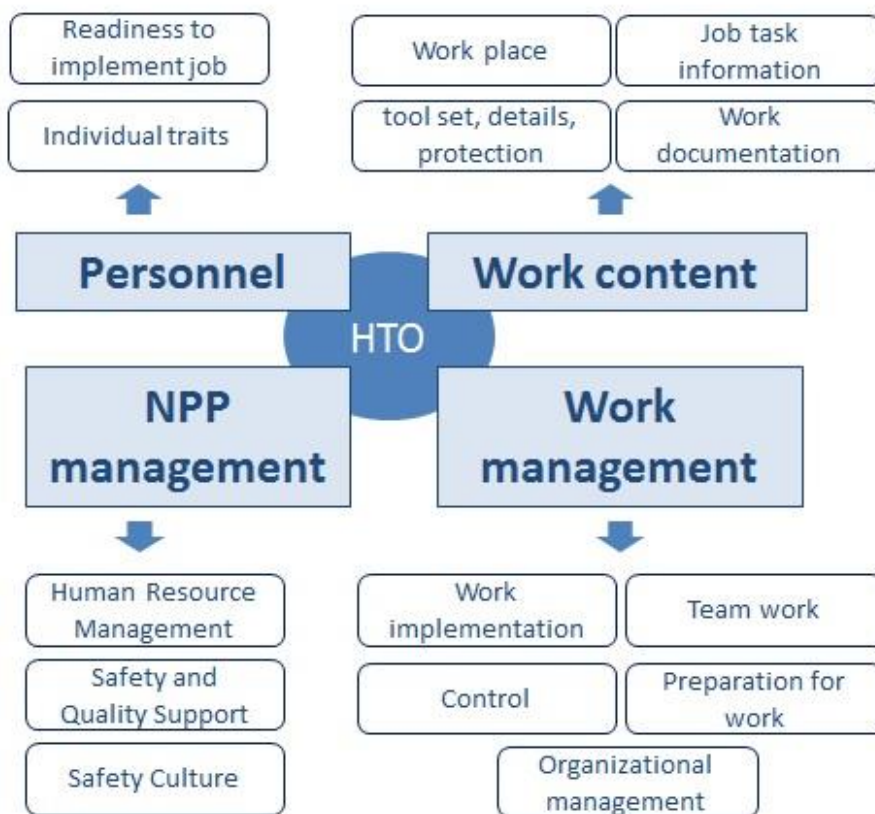 Readiness to
implement job
Individual traits
Work place
Job task
information
tool set, details,
protection
Work
documentation
Personnel
Work content
HTO
NPP
management
Work
management
Human Resource
Management
Safety and
Quality Support
Safety Culture
Work
implementation
Team work
Control
Preparation for
work
Organizational
management